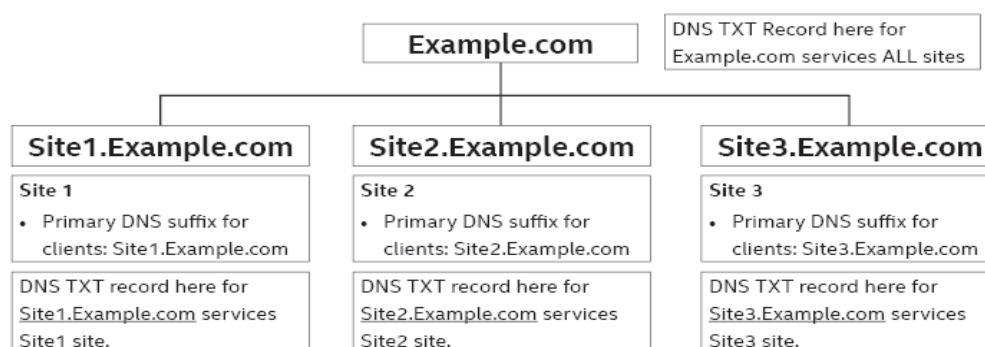 Example.com
DNS TXT Record here for
Example.com services ALL sites
Site1.Example.com
Site 1
• Primary DNS suffix for
clients: Site1.Example.com
DNS TXT record here for
Site1.Example.com services
Site1 site.
Site2.Example.com
Site 2
• Primary DNS suffix for
clients: Site2.Example.com
DNS TXT record here for
Site2.Example.com services
Site2 site.
Site3.Example.com
Site 3
• Primary DNS suffix for
clients: Site3.Example.com
DNS TXT record here for
Site3.Example.com services
Site3 site.